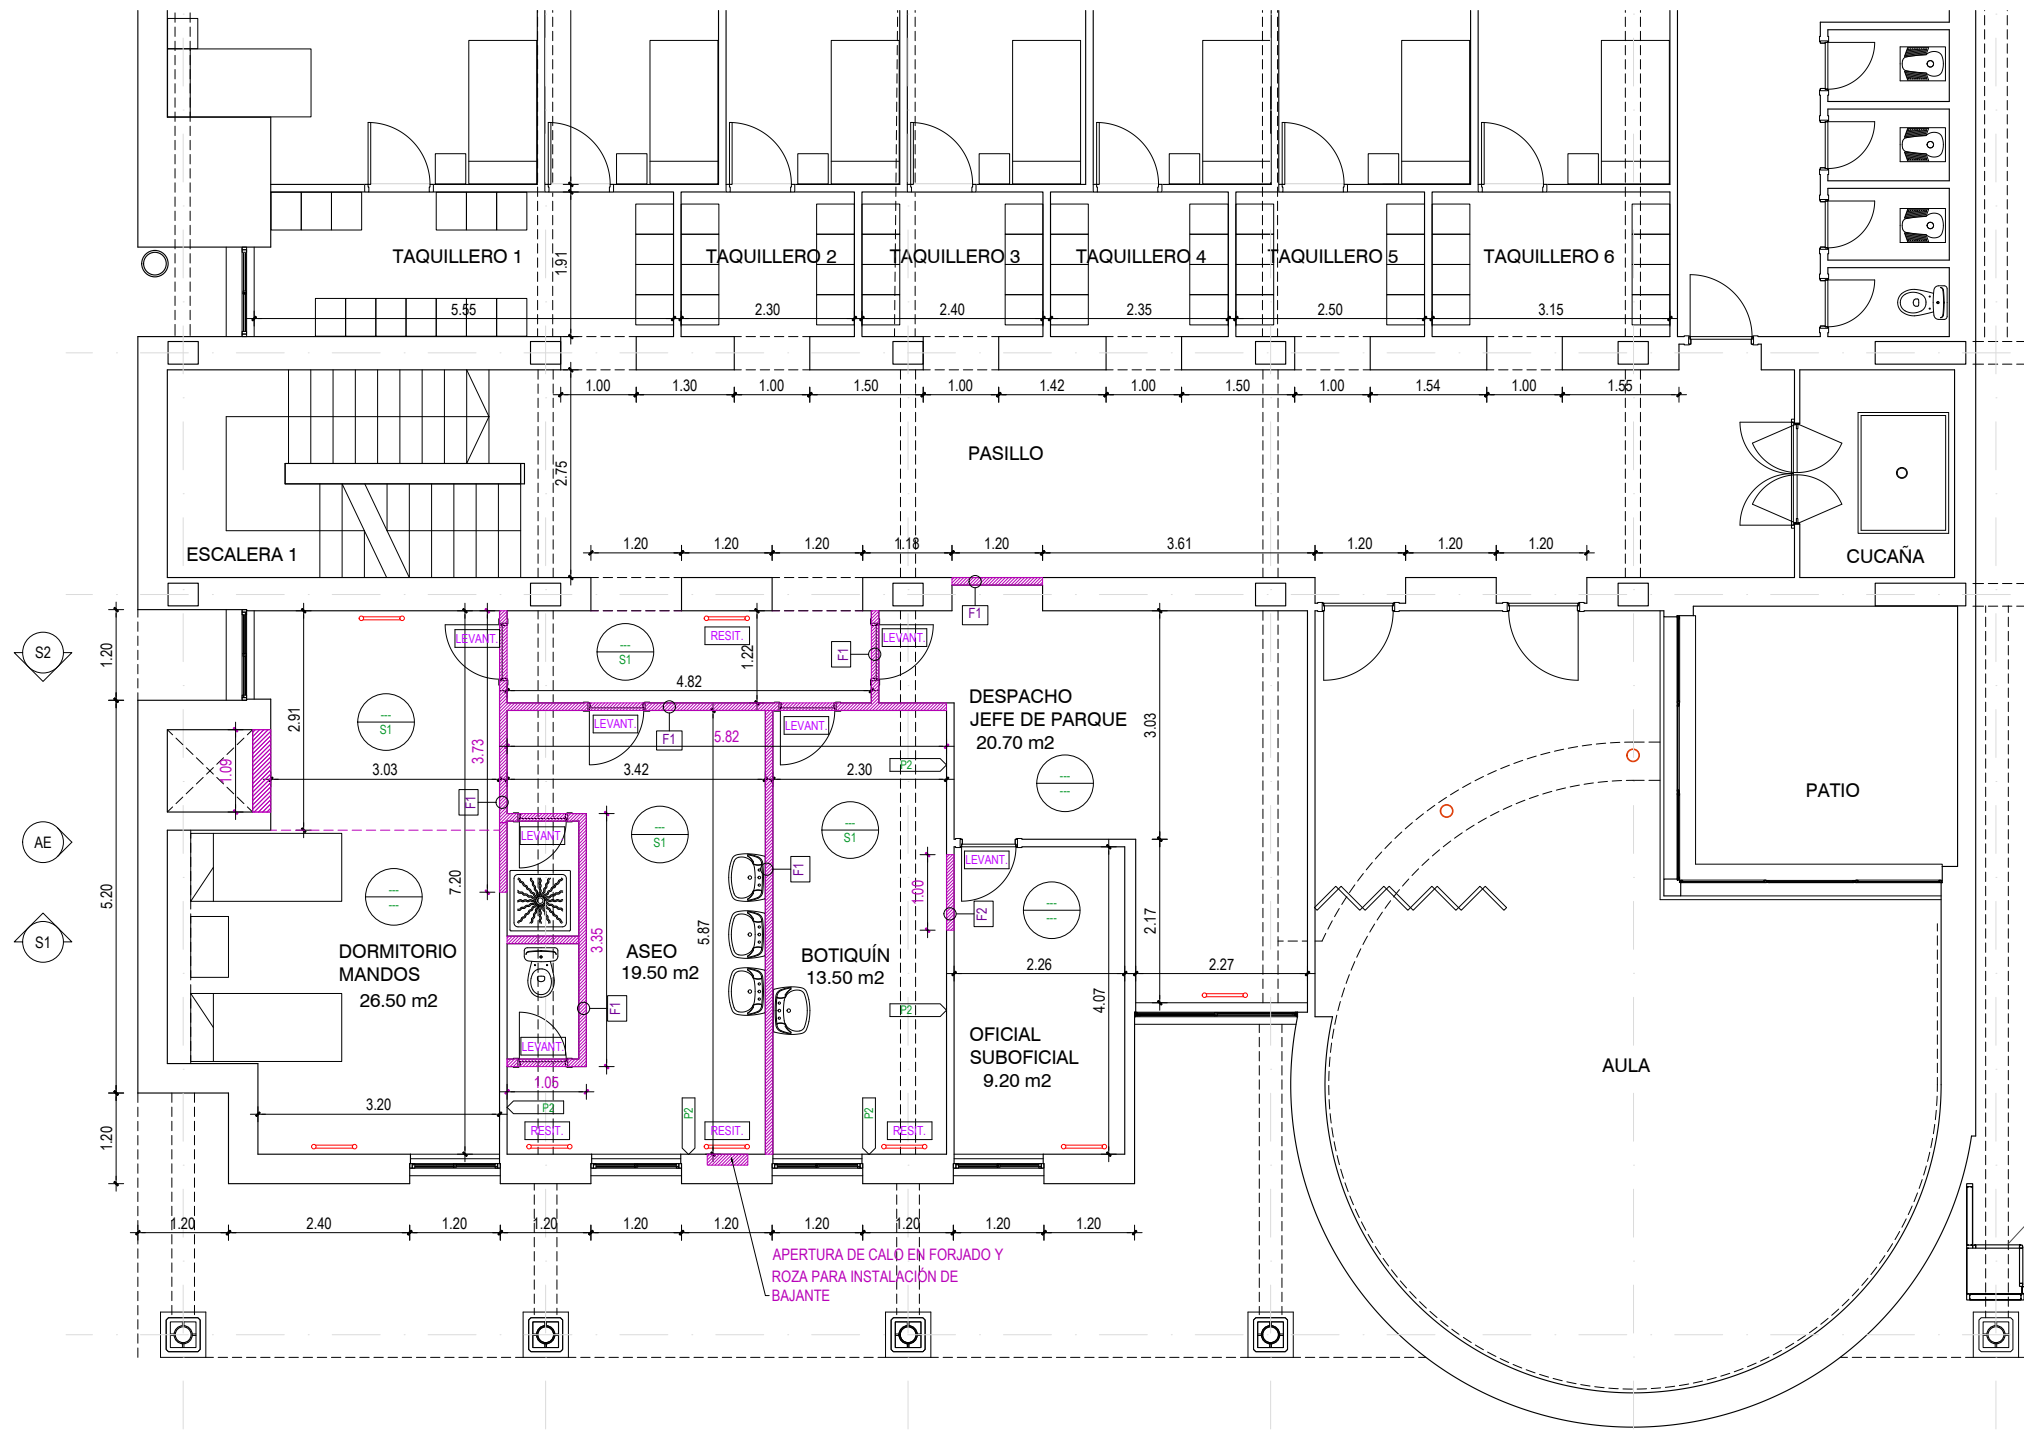 TAQUILLERO 1
TAQUILLERO 2
TAQUILLERO 3
TAQUILLERO 4
TAQUILLERO 5
TAQUILLERO 6
1.91
5.55
2.30
2.40
2.35
2.50
3.15
1.00
1.30
1.00
1.50
1.00
1.42
1.00
1.50
1.00
1.54
1.00
1.55
PASILLO
2.75
ESCALERA 1
CUCAÑA
1.20
1.20
1.20
1.18
1.20
3.61
1.20
1.20
1.20
F1
S2
1.20
LEVANT.
RESIT.
LEVANT.
F1
---
S1
1.22
4.82
2.91
---
S1
3.73
LEVANT.
F1
LEVANT.
5.82
DESPACHO
JEFE DE PARQUE
20.70 m2
3.03
1.09
3.03
3.42
2.30
P2
---
---
F1
PATIO
AE
LEVANT.
---
S1
---
S1
F1
LEVANT.
5.20
7.20
---
---
1.00
F2
---
---
S1
3.35
5.87
2.17
DORMITORIO
MANDOS
26.50 m2
ASEO
19.50 m2
BOTIQUÍN
13.50 m2
2.26
2.27
F1
P2
4.07
OFICIAL
SUBOFICIAL
9.20 m2
AULA
LEVANT.
1.05
3.20
P2
P2
P2
1.20
RESIT.
RESIT.
RESIT.
1.20
2.40
1.20
1.20
1.20
1.20
1.20
1.20
1.20
1.20
APERTURA DE CALO EN FORJADO Y
ROZA PARA INSTALACIÓN DE
BAJANTE